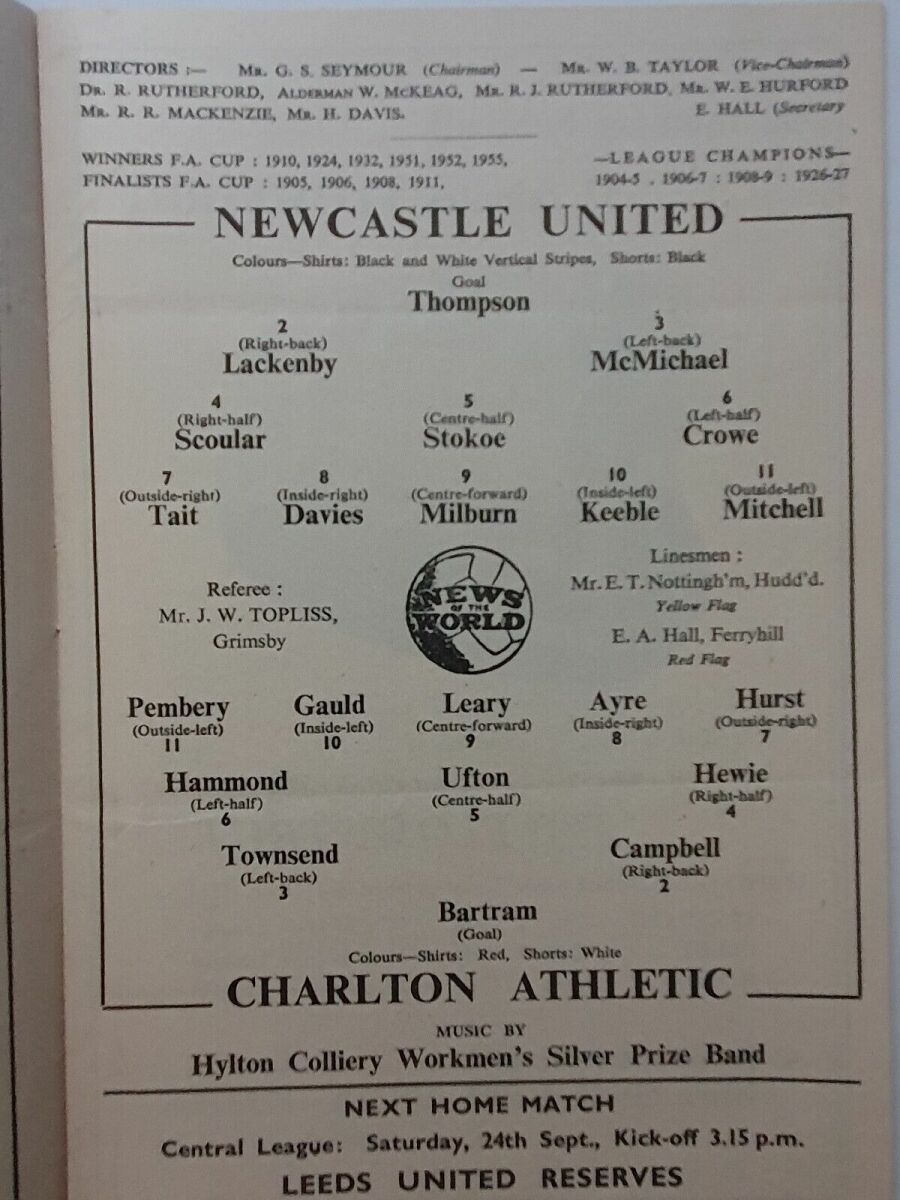 DIRECTORS :— Mr. G. S. SEYMOUR (Chairman) — Mr. W. B. TAYLOR (Vice-Chairman)
Dr. R. RUTHERFORD, Alderman W. McKEAG, Mr. R. J. RUTHERFORD, Mr. W. E. HURFORD
Mr. R. R. MACKENZIE, Mr. H. DAVIS. E. HALL (Secretary
WINNERS F.A. CUP : 1910, 1924, 1932, 1951, 1952, 1955, —LEAGUE CHAMPIONS—
FINALISTS F.A. CUP : 1905, 1906, 1908, 1911, 1904-5 . 1906-7 : 1908-9 : 1926-27
NEWCASTLE UNITED
Colours—Shirts: Black and White Vertical Stripes, Shorts: Black
Goal
Thompson
2 3
(Right-back) (Left-back)
Lackenby McMichael
4 5 6
(Right-half) (Centre-half) (Left-half)
Scoular Stokoe Crowe
7 8 9 10 11
(Outside-right) (Inside-right) (Centre-forward) (Inside-left) (Outside-left)
Tait Davies Milburn Keeble Mitchell
Referee :
Mr. J. W. TOPLISS,
Grimsby
NEWS
OF THE
WORLD
Linesmen :
Mr. E. T. Nottingh'm, Hudd'd.
Yellow Flag
E. A. Hall, Ferryhill
Red Flag
Pembery Gauld Leary Ayre Hurst
(Outside-left) (Inside-left) (Centre-forward) (Inside-right) (Outside-right)
11 10 9 8 7
Hammond Ufton Hewie
(Left-half) (Centre-half) (Right-half)
6 5 4
Townsend Campbell
(Left-back) (Right-back)
3 2
Bartram
(Goal)
Colours—Shirts: Red, Shorts: White
CHARLTON ATHLETIC
MUSIC BY
Hylton Colliery Workmen's Silver Prize Band
NEXT HOME MATCH
Central League: Saturday, 24th Sept., Kick-off 3.15 p.m.
LEEDS UNITED RESERVES